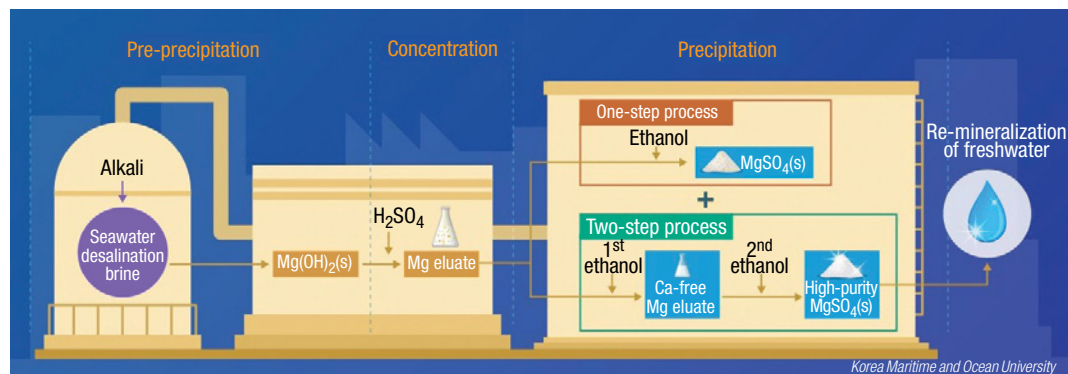 Pre-precipitation
Concentration
Precipitation
Alkali
Seawater
desalination
brine
Mg(OH)₂(s)
H₂SO₄
Mg eluate
One-step process
Ethanol
MgSO₄(s)
+
Two-step process
1st
ethanol
Ca-free
Mg eluate
2nd
ethanol
High-purity
MgSO₄(s)
Re-mineralization
of freshwater
Korea Maritime and Ocean University